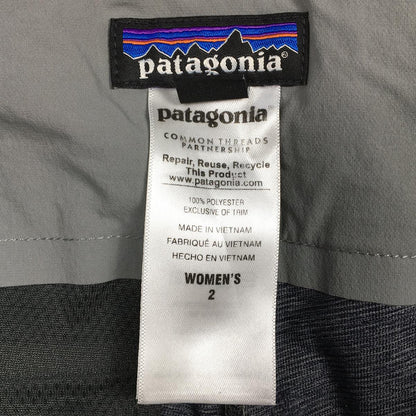 patagonia
patagonia
COMMON THREADS
PARTNERSHIP
Repair, Reuse, Recycle
This Product
www.patagonia.com
100% POLYESTER
EXCLUSIVE OF TRIM
MADE IN VIETNAM
FABRIQUÉ AU VIETNAM
HECHO EN VIETNAM
WOMEN'S
2